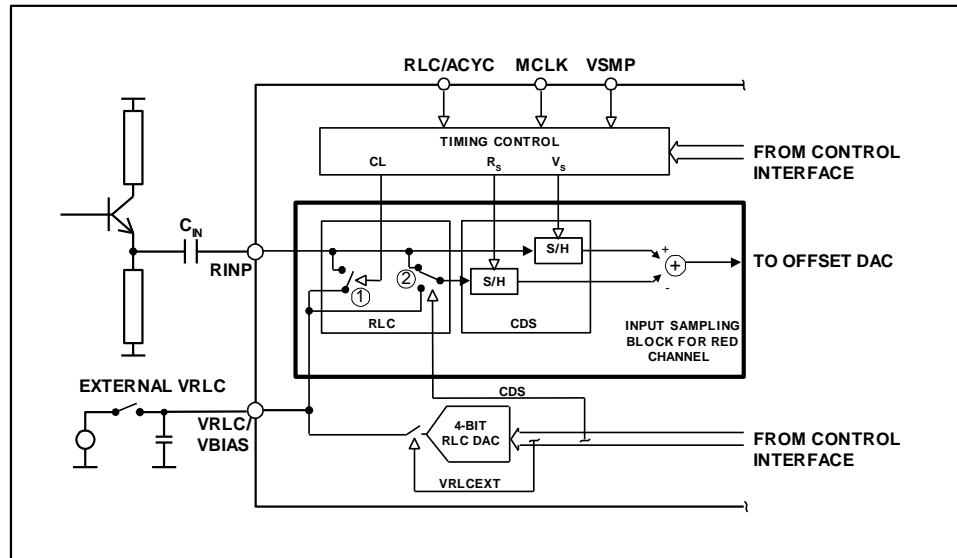 RLC/ACYC MCLK VSMP
TIMING CONTROL
CL RS VS
FROM CONTROL
INTERFACE
CIN
RINP
S/H
S/H
+
+
-
1
2
RLC
CDS
TO OFFSET DAC
INPUT SAMPLING
BLOCK FOR RED
CHANNEL
EXTERNAL VRLC
VRLC/
VBIAS
CDS
4-BIT
RLC DAC
VRLCEXT
FROM CONTROL
INTERFACE